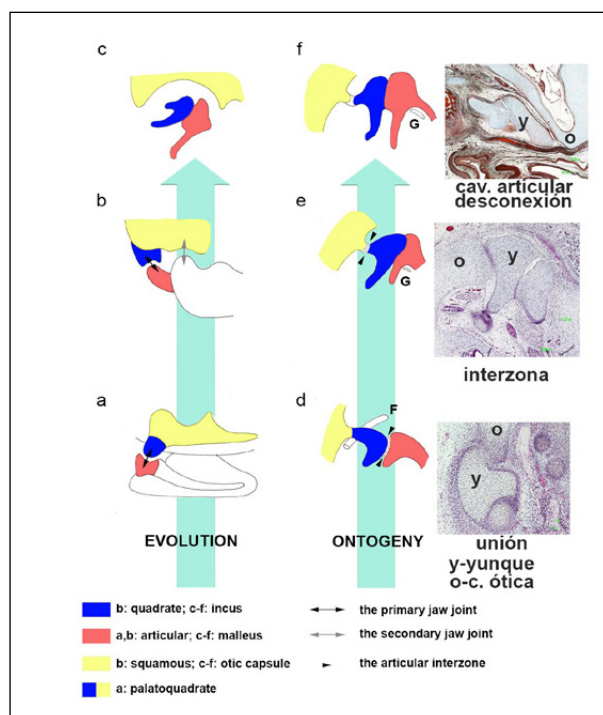 c
f
G
y
o
cav. articular
desconexión
b
e
G
o
y
interzona
a
d
F
o
y
EVOLUTION
ONTOGENY
unión
y-yunque
o-c. ótica
b: quadrate; c-f: incus
the primary jaw joint
a,b: articular; c-f: malleus
the secondary jaw joint
b: squamous; c-f: otic capsule
the articular interzone
a: palatoquadrate